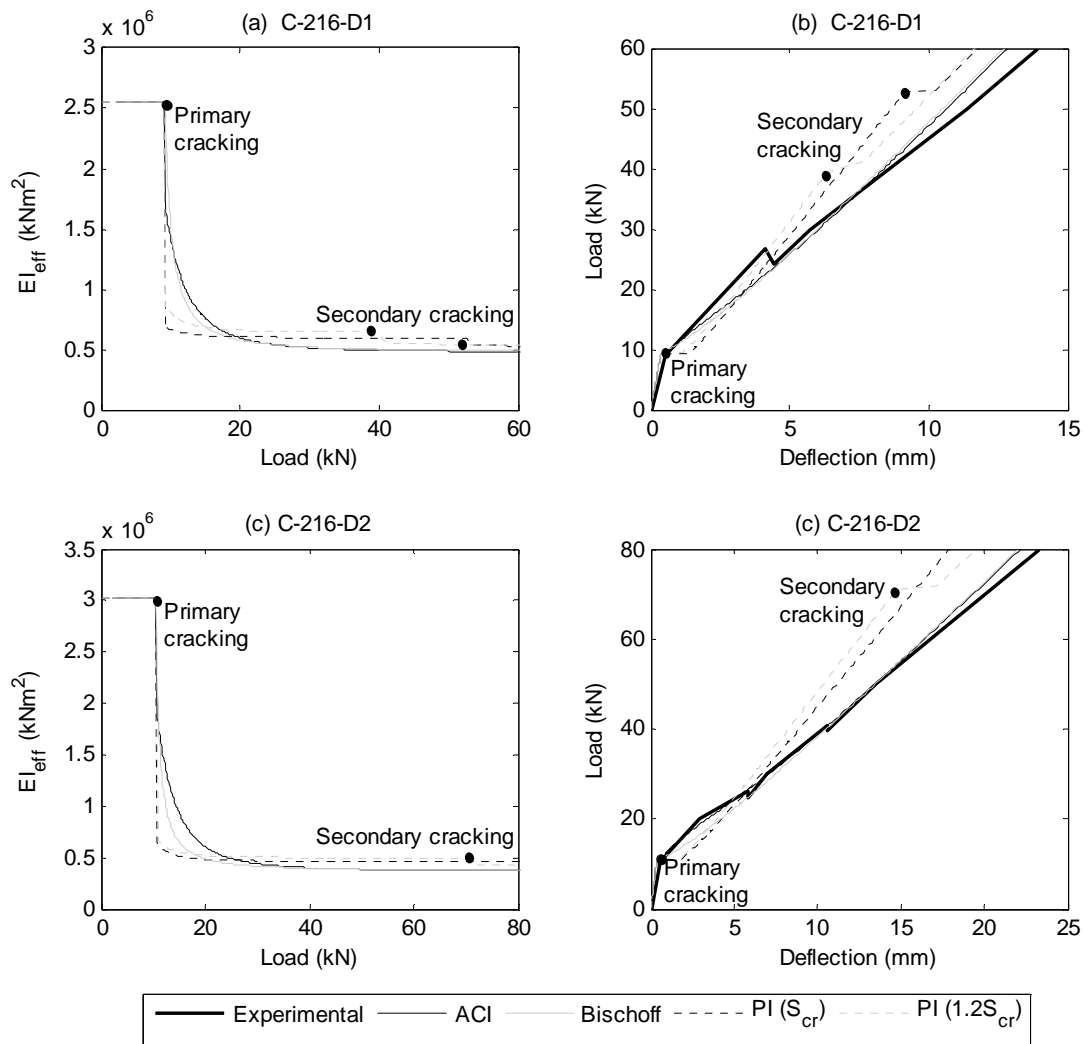 (a) C-216-D1
x 10^6
3
2.5
2
1.5
1
0.5
0
EI_eff (kNm^2)
Primary
cracking
Secondary cracking
0 20 40 60
Load (kN)
(b) C-216-D1
60
50
40
30
20
10
0
Load (kN)
Secondary
cracking
Primary
cracking
0 5 10 15
Deflection (mm)
(c) C-216-D2
x 10^6
3.5
3
2.5
2
1.5
1
0.5
0
EI_eff (kNm^2)
Primary
cracking
Secondary cracking
0 20 40 60 80
Load (kN)
(c) C-216-D2
80
60
40
20
0
Load (kN)
Secondary
cracking
Primary
cracking
0 5 10 15 20 25
Deflection (mm)
Experimental ACI Bischoff PI (S_cr) PI (1.2S_cr)